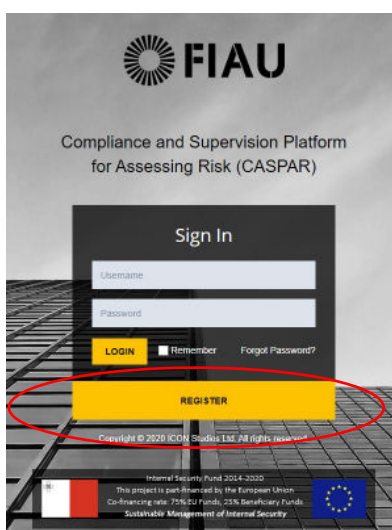 FIAU
Compliance and Supervision Platform
for Assessing Risk (CASPAR)
Sign In
Username
Password
LOGIN
Remember
Forgot Password?
REGISTER
Copyright © 2020 ICON Studios Ltd. All rights reserved.
Internal Security Fund 2014-2020
This project is part-financed by the European Union
Co-financing rate: 75% EU Funds, 25% Beneficiary Funds
Sustainable Management of Internal Security